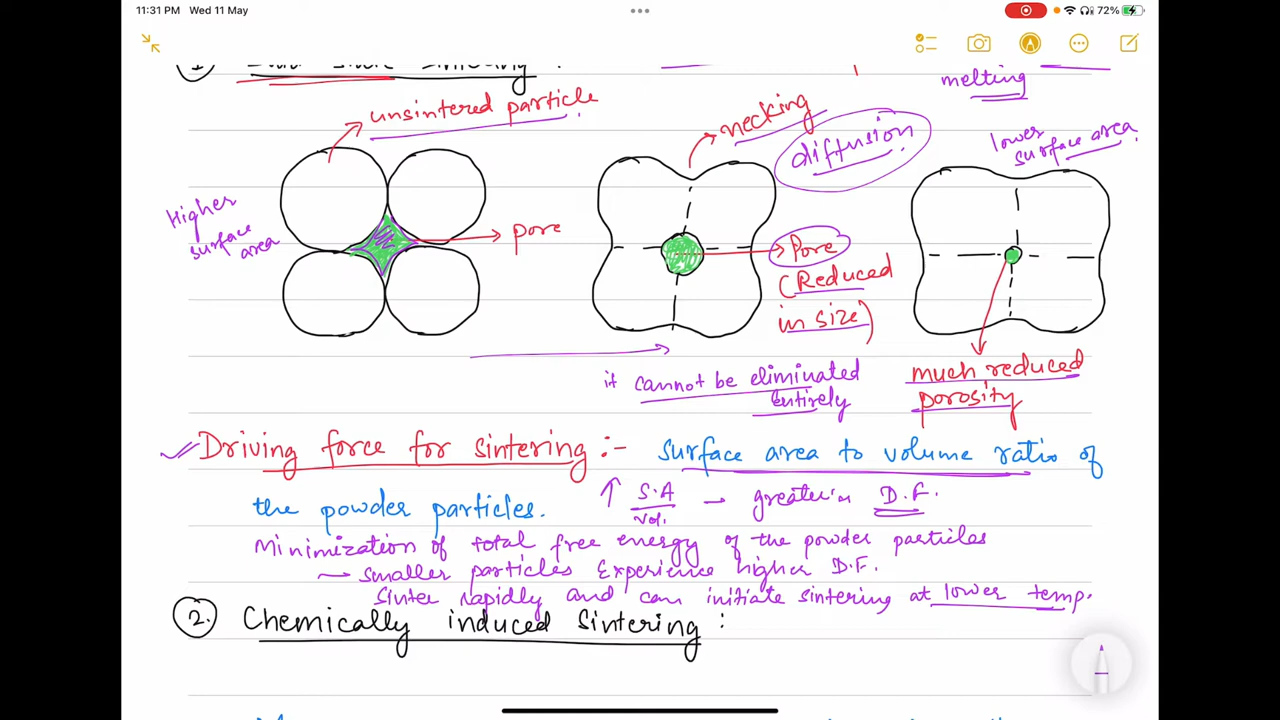 11:31 PM Wed 11 May
72%
1
melting
unsintered particle
necking
diffusion
lower
surface area
Higher
surface
area
pore
Pore
(Reduced
in size)
it cannot be eliminated
entirely
much reduced
porosity
Driving force for sintering :- surface area to volume ratio of
the powder particles.
↑ S.A/vol. - greater is D.F.
Minimization of total free energy of the powder particles
→ smaller particles Experience higher D.F.
Sinter rapidly and can initiate sintering at lower temp.
2. Chemically induced Sintering :